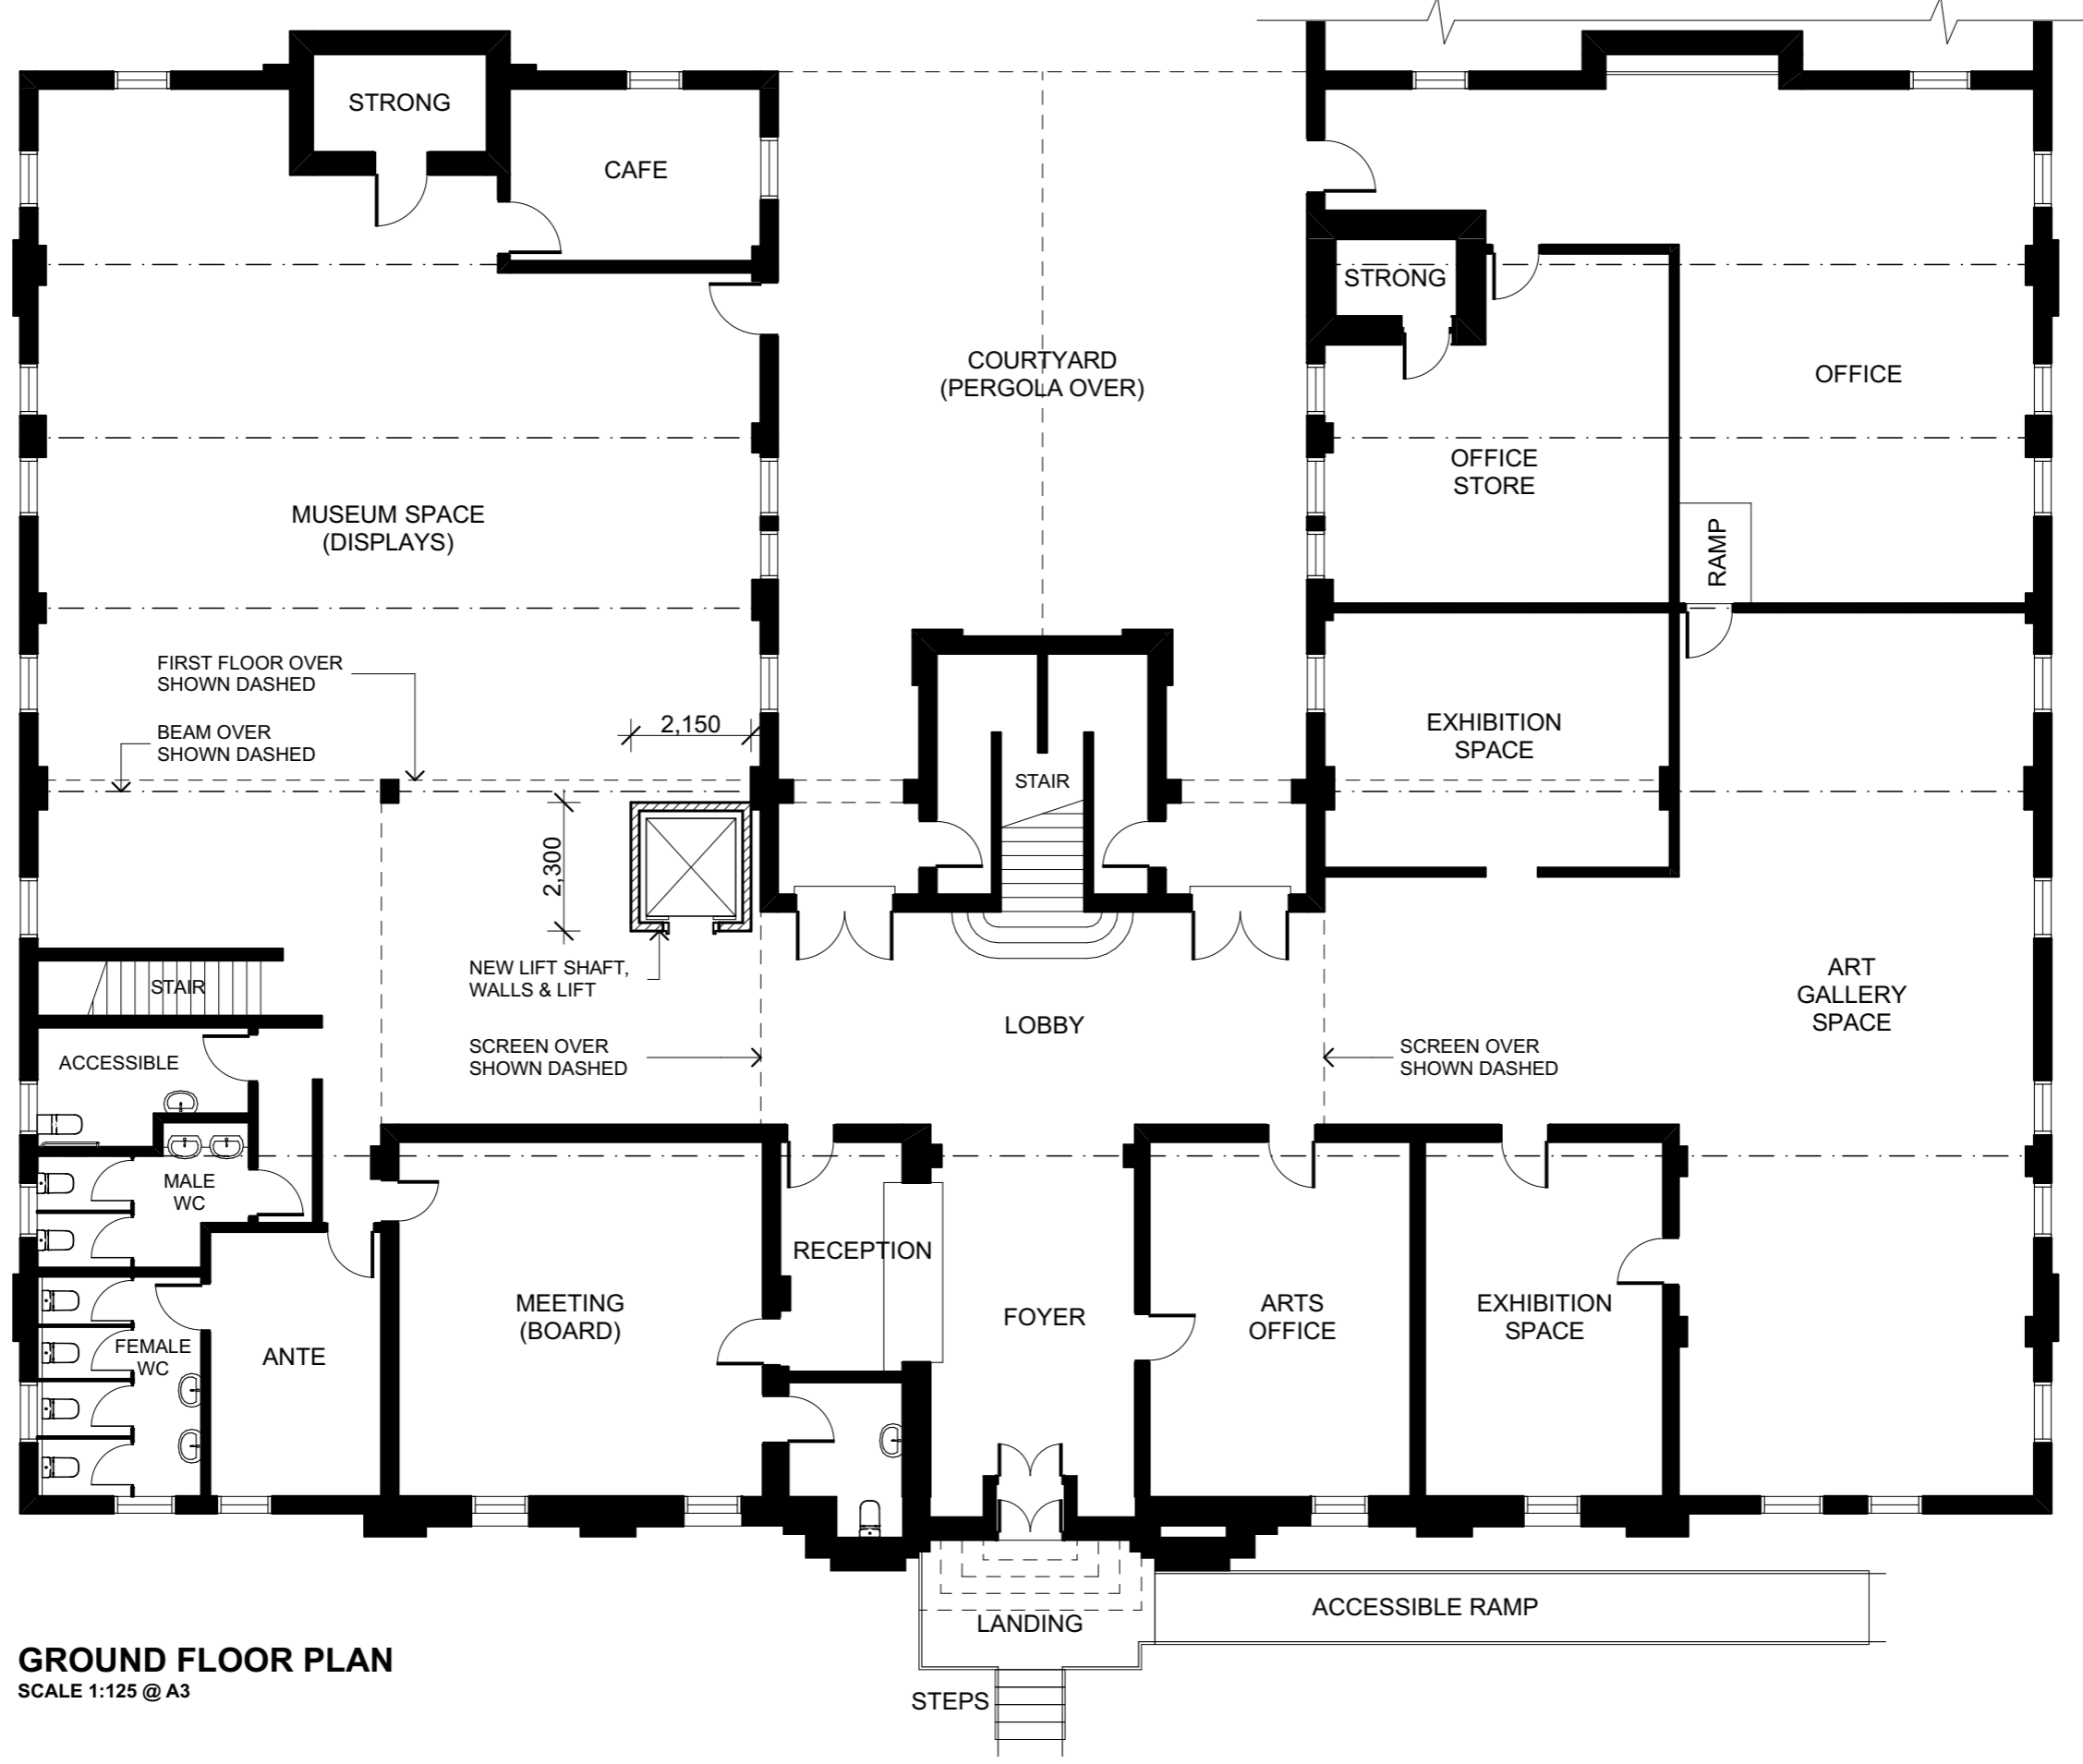 STRONG
CAFE
STRONG
COURTYARD
(PERGOLA OVER)
OFFICE
OFFICE
STORE
MUSEUM SPACE
(DISPLAYS)
RAMP
FIRST FLOOR OVER
SHOWN DASHED
BEAM OVER
SHOWN DASHED
2,150
EXHIBITION
SPACE
STAIR
2,300
NEW LIFT SHAFT,
WALLS & LIFT
STAIR
ART
GALLERY
SPACE
LOBBY
SCREEN OVER
SHOWN DASHED
SCREEN OVER
SHOWN DASHED
ACCESSIBLE
MALE
WC
RECEPTION
MEETING
(BOARD)
FOYER
ARTS
OFFICE
EXHIBITION
SPACE
FEMALE
WC
ANTE
ACCESSIBLE RAMP
LANDING
GROUND FLOOR PLAN
SCALE 1:125 @ A3
STEPS